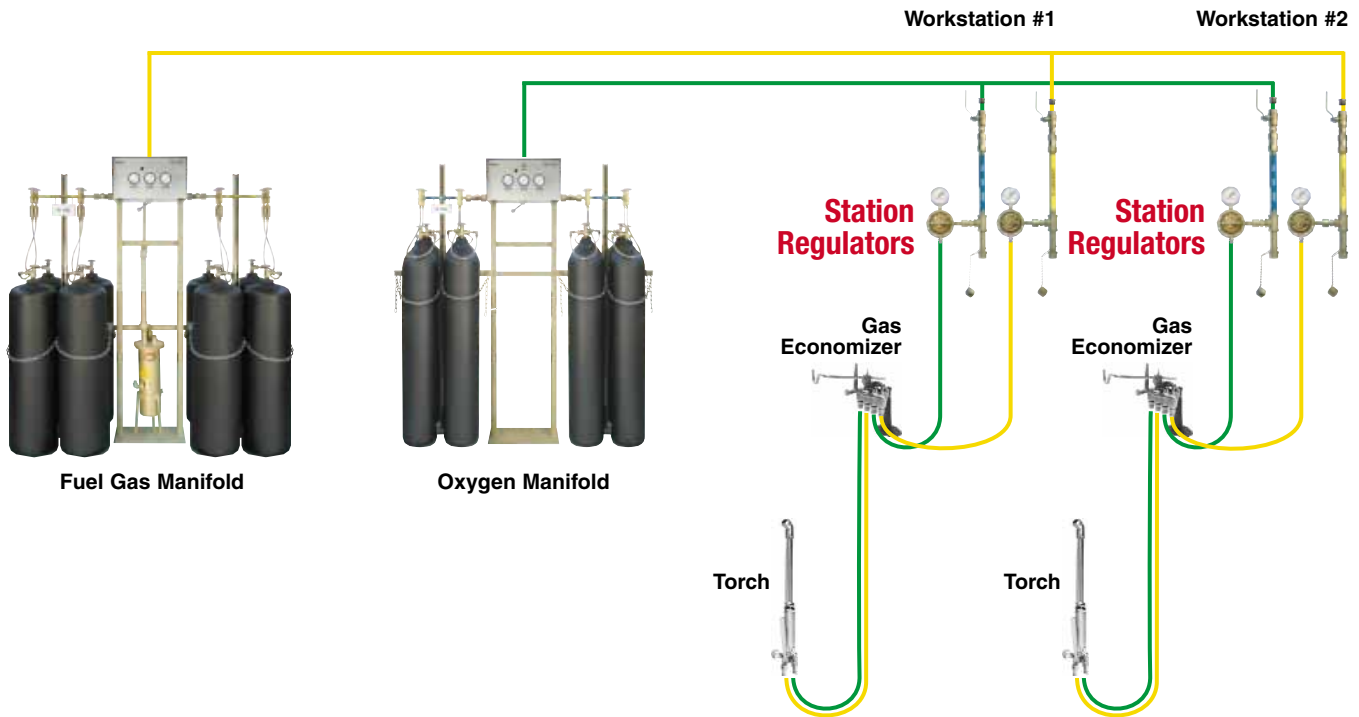 Workstation #1
Workstation #2
Station
Regulators
Station
Regulators
Gas
Economizer
Gas
Economizer
Fuel Gas Manifold
Oxygen Manifold
Torch
Torch